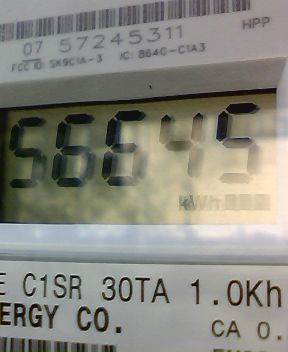 HPP
07 57245311
FCC ID: SK9C1A-3 IC: 864G-C1A3
56645
kWh
E C1SR 30TA 1.0Kh
ERGY CO.
CA 0.